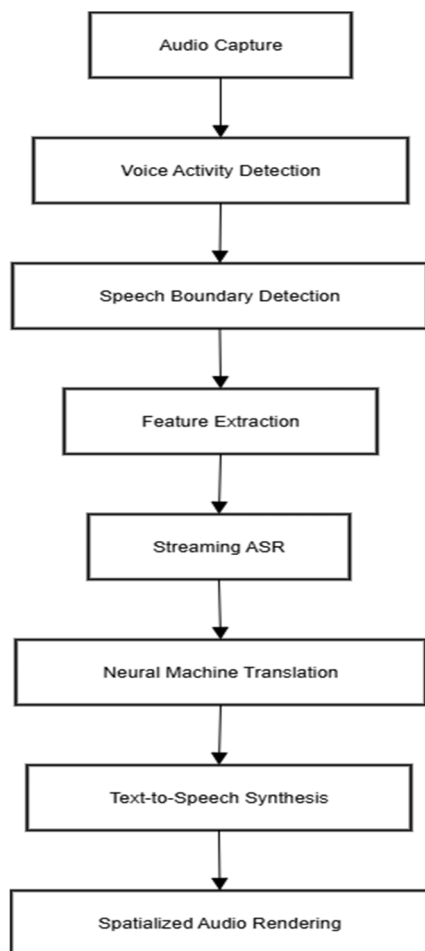 Audio Capture
Voice Activity Detection
Speech Boundary Detection
Feature Extraction
Streaming ASR
Neural Machine Translation
Text-to-Speech Synthesis
Spatialized Audio Rendering